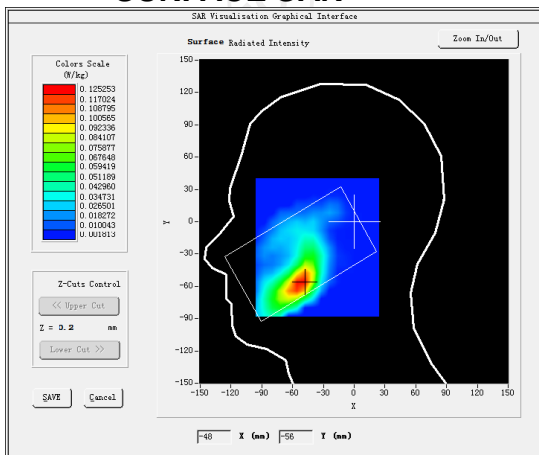 SURFACE SAR
SAR Visualisation Graphical Interface
Surface Radiated Intensity
Zoom In/Out
Colors Scale
(W/kg)
0.125253
0.117024
0.108795
0.100565
0.092336
0.084107
0.075877
0.067648
0.059419
0.051189
0.042960
0.034731
0.026501
0.018272
0.010043
0.001813
Z-Cuts Control
<< Upper Cut
Z = 3.2 mm
Lower Cut >>
SAVE
Cancel
150
120
90
60
30
0
-30
-60
-90
-120
-150
Y
-150 -120 -90 -60 -30 0 30 60 90 120 150
X
-48 X (mm) -56 Y (mm)